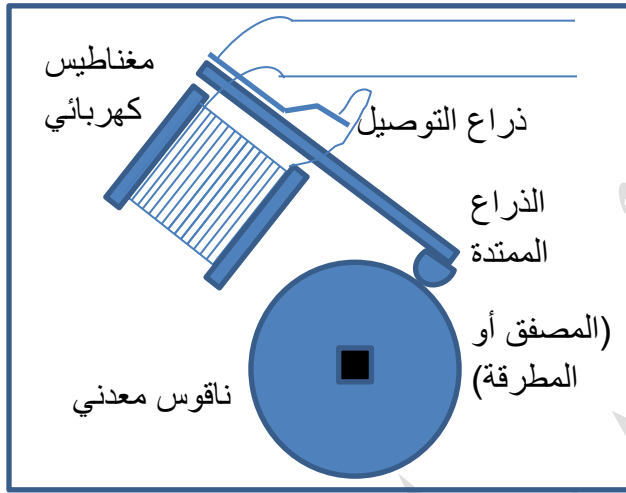 مغناطيس
كهربائي
ذراع التوصيل
الذراع
الممتدة
(المصفق أو
المطرقة)
ناقوس معدني